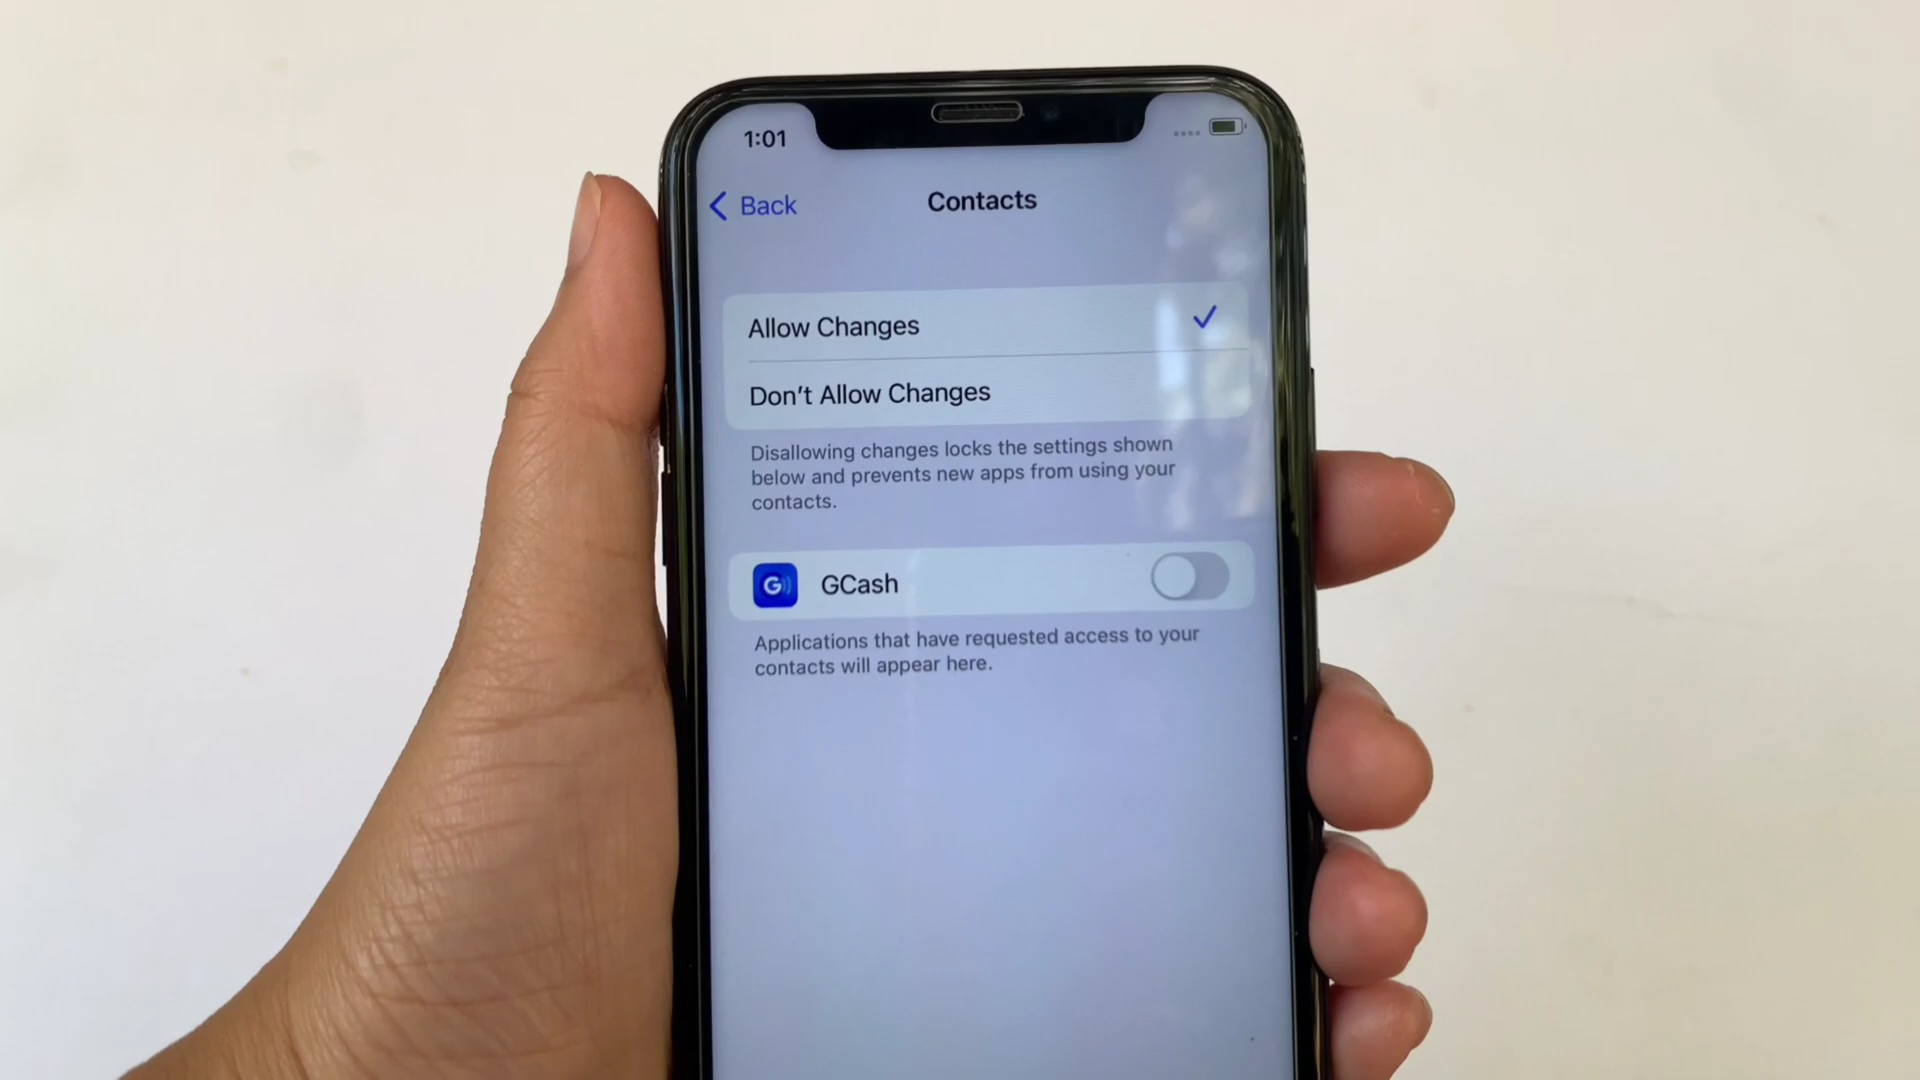 1:01
Back
Contacts
Allow Changes
Don't Allow Changes
Disallowing changes locks the settings shown
below and prevents new apps from using your
contacts.
G
GCash
Applications that have requested access to your
contacts will appear here.